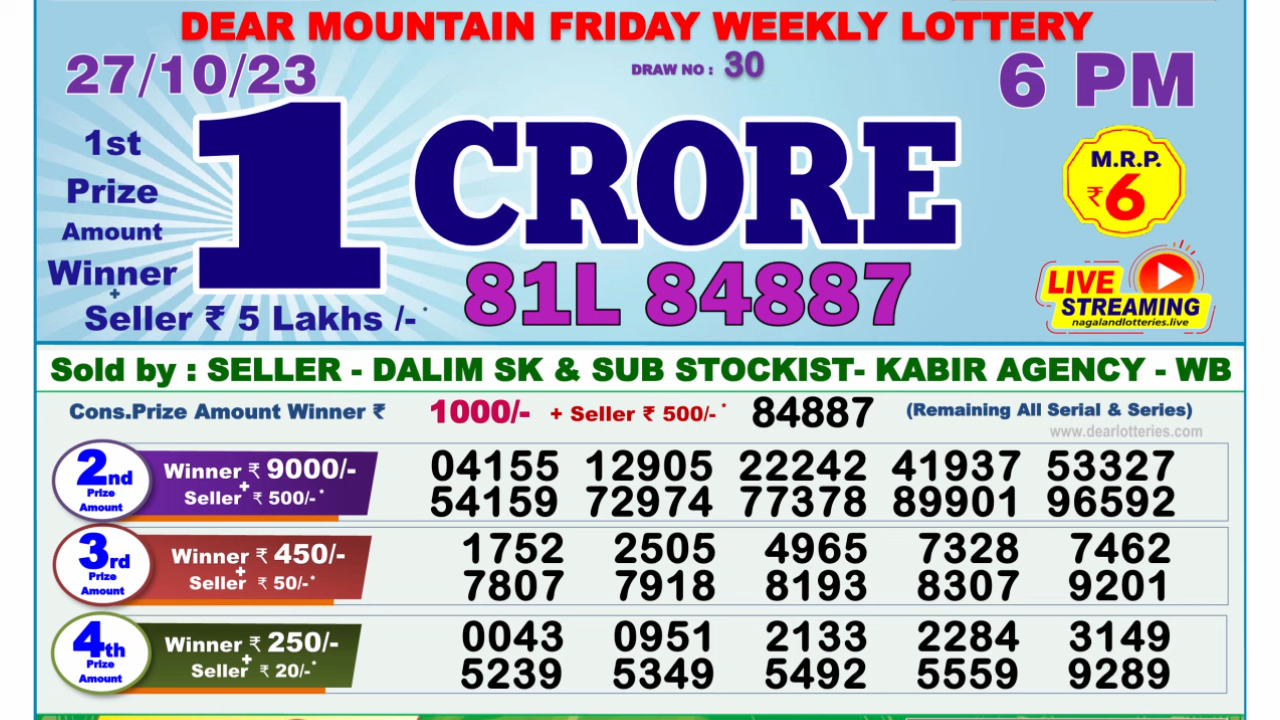 DEAR MOUNTAIN FRIDAY WEEKLY LOTTERY
27/10/23
DRAW NO : 30
6 PM
1st
Prize
Amount
Winner
+
Seller ₹ 5 Lakhs /-*
1 CRORE
81L 84887
M.R.P.
₹6
LIVE
STREAMING
nagalandlotteries.live
Sold by : SELLER - DALIM SK & SUB STOCKIST- KABIR AGENCY - WB
Cons.Prize Amount Winner ₹ 1000/- + Seller ₹ 500/-* 84887 (Remaining All Serial & Series)
www.dearlotteries.com
2nd
Prize
Amount
Winner ₹ 9000/-
+
Seller ₹ 500/-*
04155 12905 22242 41937 53327
54159 72974 77378 89901 96592
3rd
Prize
Amount
Winner ₹ 450/-
+
Seller ₹ 50/-*
1752 2505 4965 7328 7462
7807 7918 8193 8307 9201
4th
Prize
Amount
Winner ₹ 250/-
+
Seller ₹ 20/-*
0043 0951 2133 2284 3149
5239 5349 5492 5559 9289